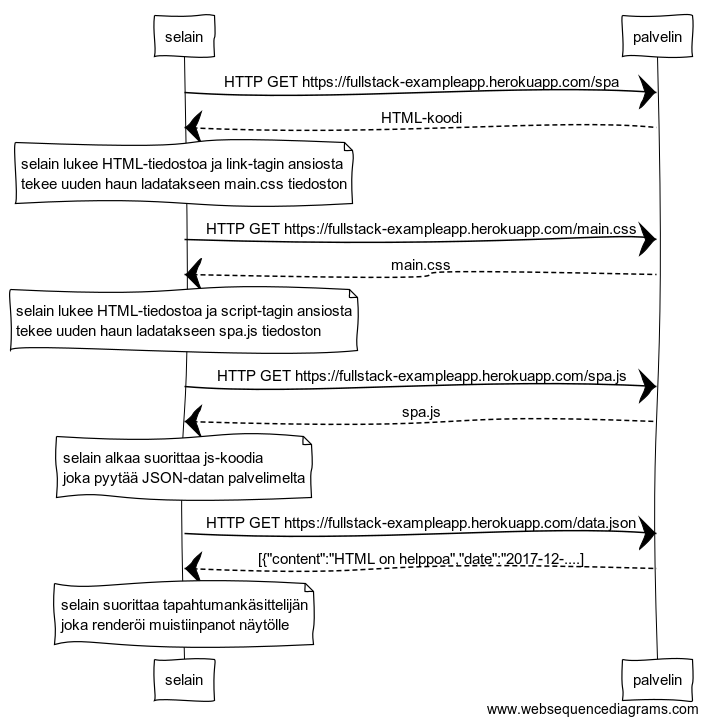 selain
palvelin
HTTP GET https://fullstack-exampleapp.herokuapp.com/spa
HTML-koodi
selain lukee HTML-tiedostoa ja link-tagin ansiosta
tekee uuden haun ladatakseen main.css tiedoston
HTTP GET https://fullstack-exampleapp.herokuapp.com/main.css
main.css
selain lukee HTML-tiedostoa ja script-tagin ansiosta
tekee uuden haun ladatakseen spa.js tiedoston
HTTP GET https://fullstack-exampleapp.herokuapp.com/spa.js
spa.js
selain alkaa suorittaa js-koodia
joka pyytää JSON-datan palvelimelta
HTTP GET https://fullstack-exampleapp.herokuapp.com/data.json
[{"content":"HTML on helppoa","date":"2017-12-....]
selain suorittaa tapahtumankäsittelijän
joka renderöi muistiinpanot näytölle
selain
palvelin
www.websequencediagrams.com